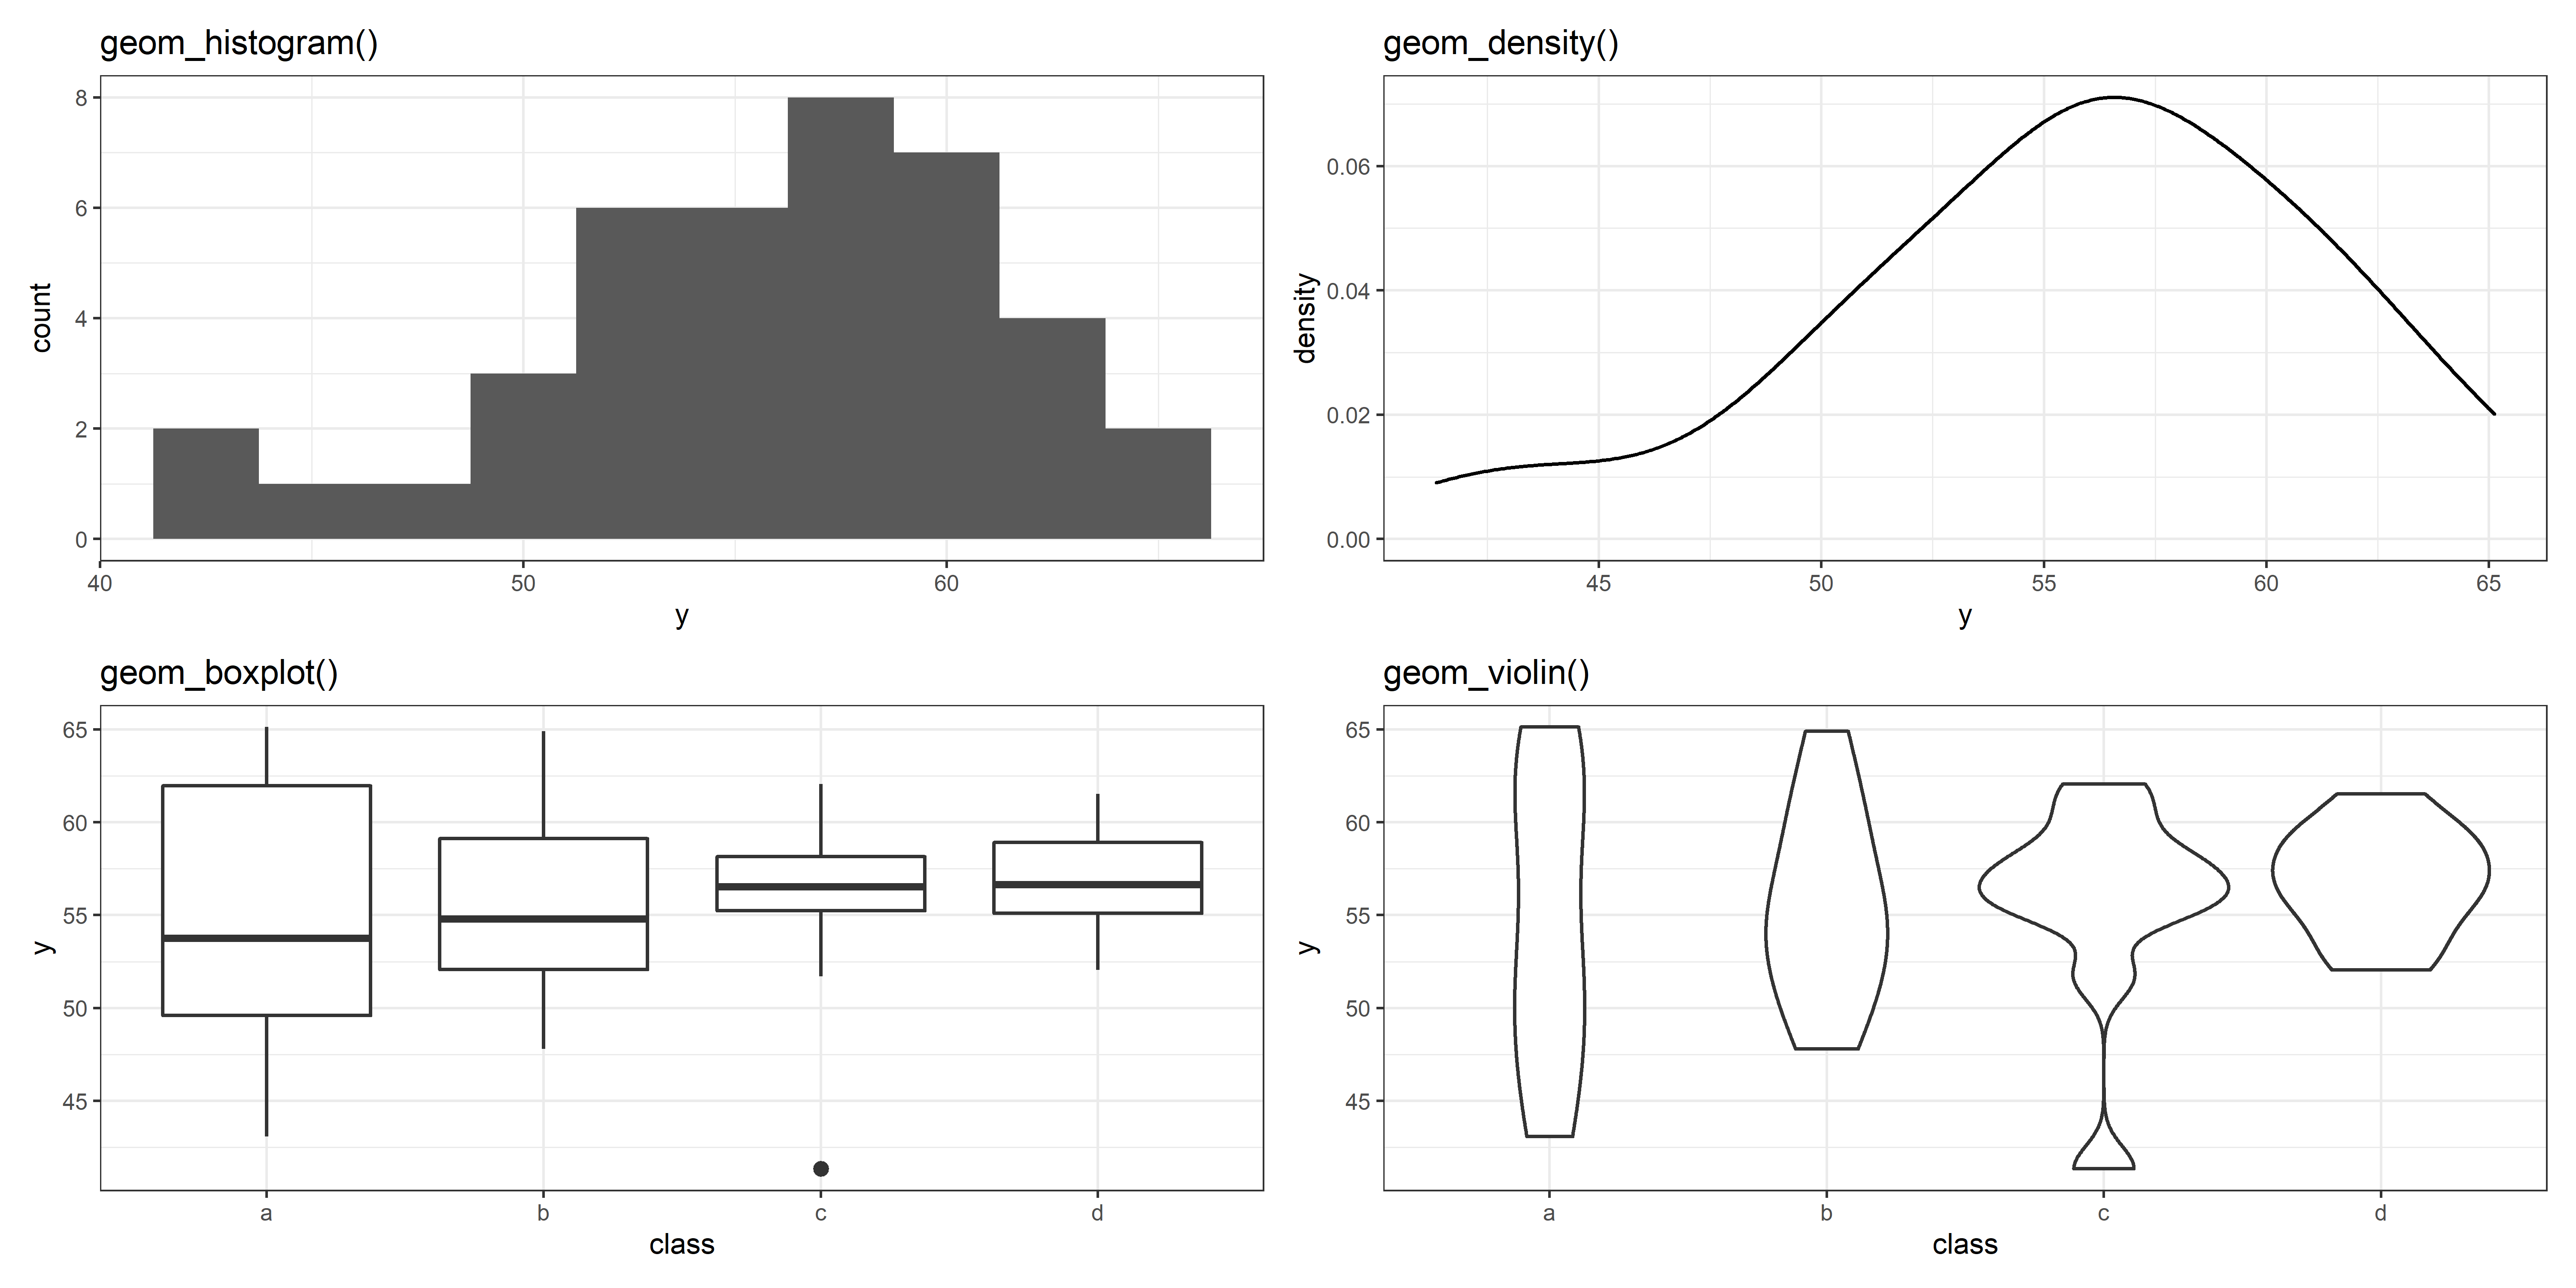 geom_histogram()
8
6
4
2
0
count
40 50 60
y
geom_density()
0.06
0.04
0.02
0.00
density
45 50 55 60 65
y
geom_boxplot()
65
60
55
50
45
y
a b c d
class
geom_violin()
65
60
55
50
45
y
a b c d
class